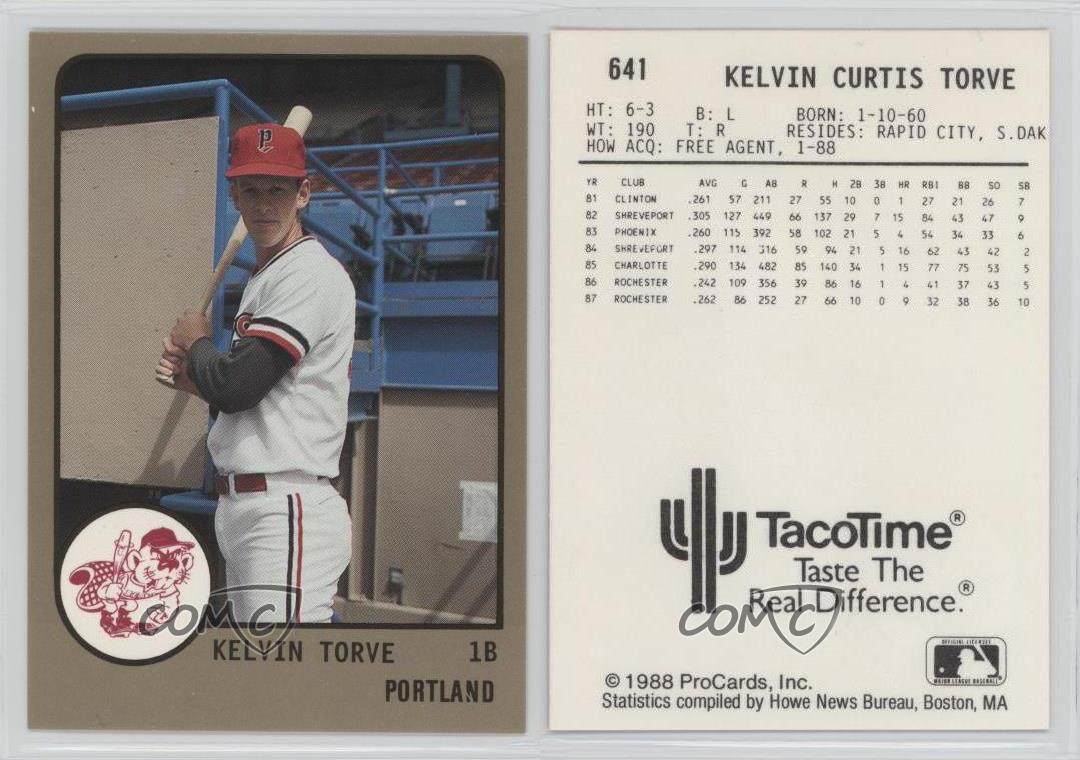 P
KELVIN TORVE 1B
PORTLAND
COMC
641 KELVIN CURTIS TORVE
HT: 6-3 B: L BORN: 1-10-60
WT: 190 T: R RESIDES: RAPID CITY, S.DAK
HOW ACQ: FREE AGENT, 1-88
YR CLUB AVG G AB R H 2B 3B HR RBI BB SO SB
81 CLINTON .261 57 211 27 55 10 0 1 27 21 26 7
82 SHREVEPORT .305 127 449 66 137 29 7 15 84 43 47 9
83 PHOENIX .260 115 392 58 102 21 5 4 54 34 33 6
84 SHREVEPORT .297 114 316 59 94 21 5 16 62 43 42 2
85 CHARLOTTE .290 134 482 85 140 34 1 15 77 75 53 5
86 ROCHESTER .242 109 356 39 86 16 1 4 41 37 43 5
87 ROCHESTER .262 86 252 27 66 10 0 9 32 38 36 10
TacoTime®
Taste The
Real Difference.®
COMC
OFFICIAL LICENSEE
MAJOR LEAGUE BASEBALL
© 1988 ProCards, Inc.
Statistics compiled by Howe News Bureau, Boston, MA